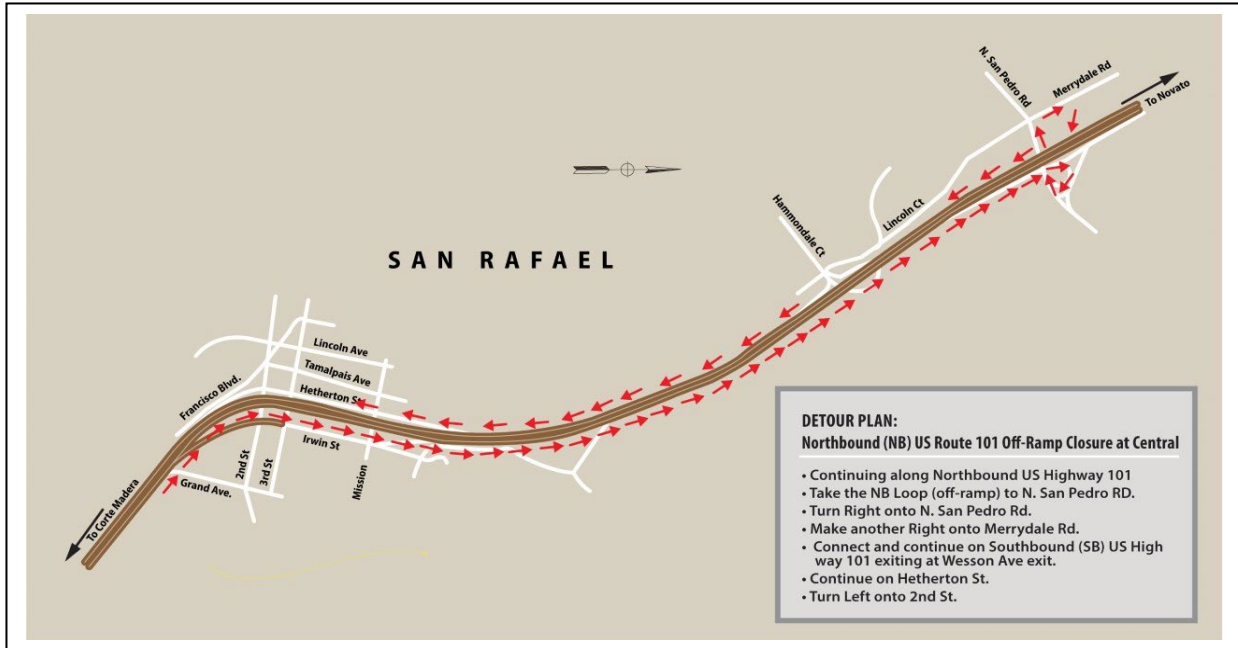 N. San Pedro Rd
Merrydale Rd
To Novato
Hammondale Ct
Lincoln Ct
SAN RAFAEL
Lincoln Ave
Tamalpais Ave
Hetherton St
Francisco Blvd.
Irwin St
2nd St
3rd St
Mission
Grand Ave.
To Corte Madera
DETOUR PLAN:
Northbound (NB) US Route 101 Off-Ramp Closure at Central
• Continuing along Northbound US Highway 101
• Take the NB Loop (off-ramp) to N. San Pedro RD.
• Turn Right onto N. San Pedro Rd.
• Make another Right onto Merrydale Rd.
• Connect and continue on Southbound (SB) US High
way 101 exiting at Wesson Ave exit.
• Continue on Hetherton St.
• Turn Left onto 2nd St.